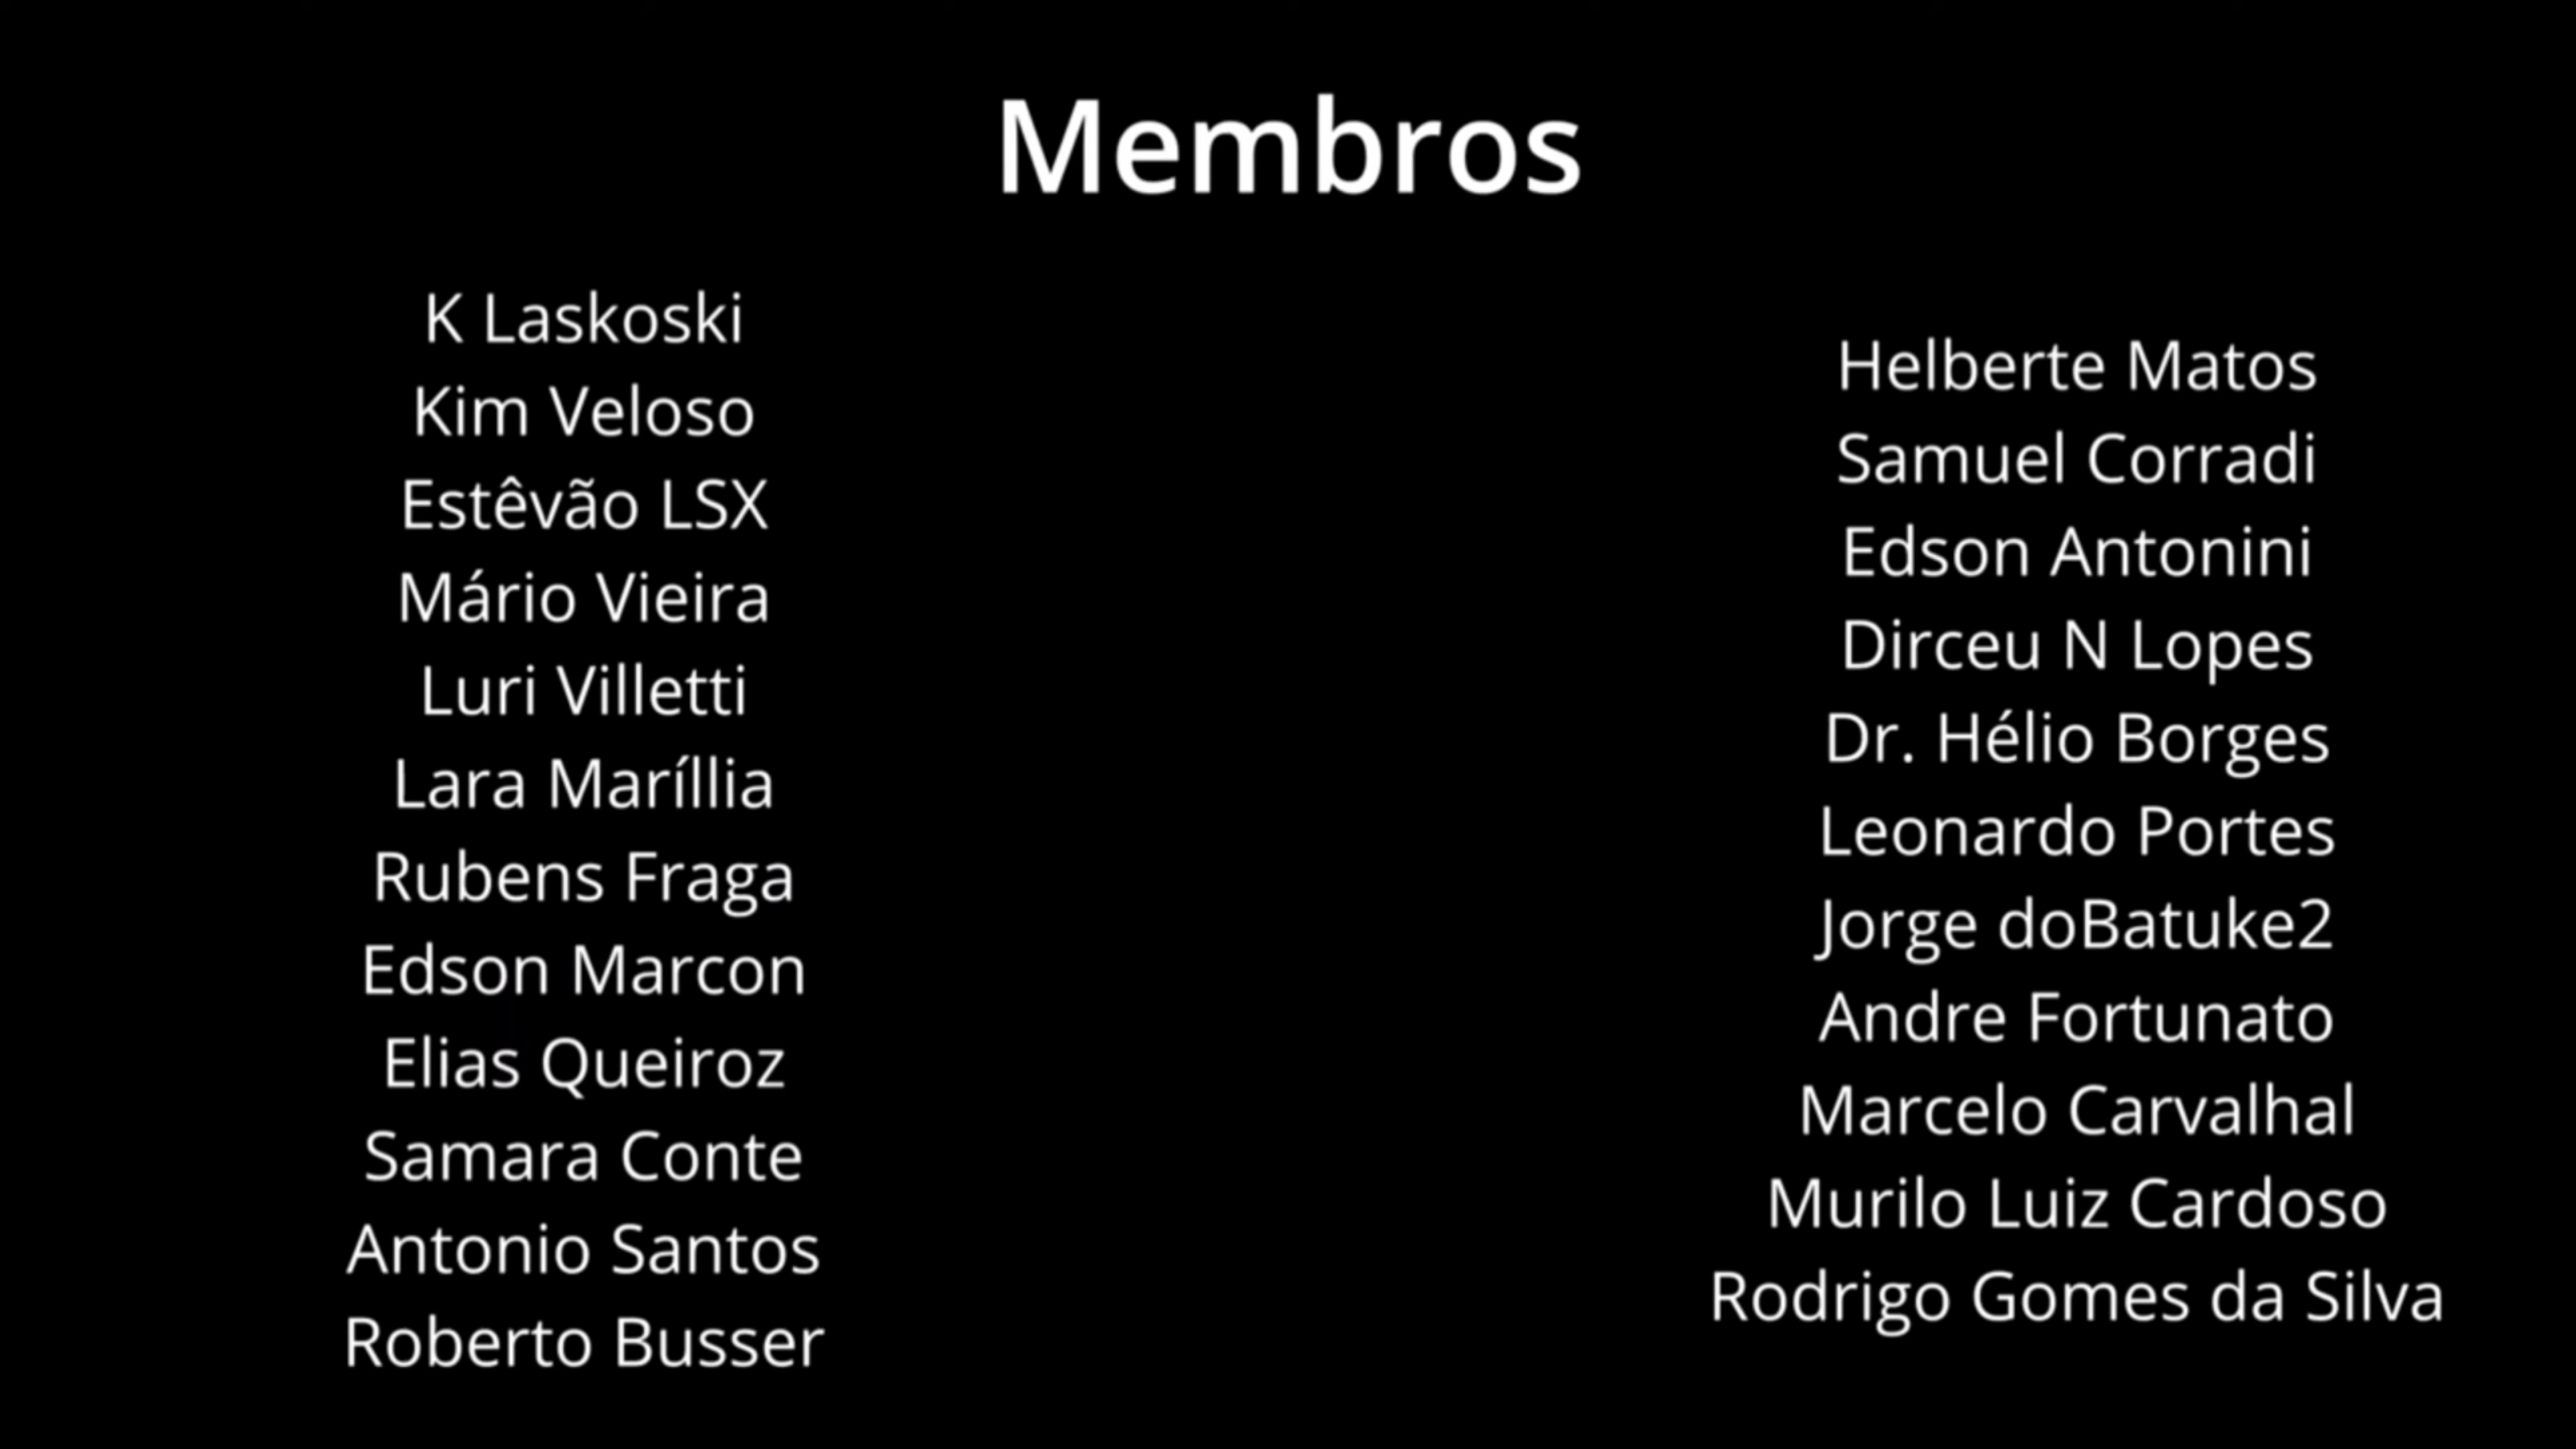 Membros
K Laskoski
Kim Veloso
Estêvão LSX
Mário Vieira
Luri Villetti
Lara Maríllia
Rubens Fraga
Edson Marcon
Elias Queiroz
Samara Conte
Antonio Santos
Roberto Busser
Helberte Matos
Samuel Corradi
Edson Antonini
Dirceu N Lopes
Dr. Hélio Borges
Leonardo Portes
Jorge doBatuke2
Andre Fortunato
Marcelo Carvalhal
Murilo Luiz Cardoso
Rodrigo Gomes da Silva